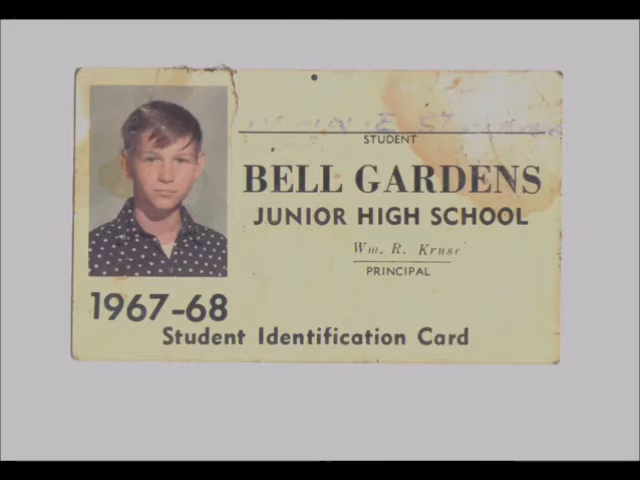 STUDENT
BELL GARDENS
JUNIOR HIGH SCHOOL
Wm. R. Kruse
PRINCIPAL
1967-68
Student Identification Card